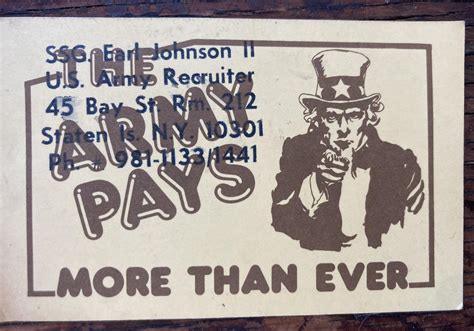 SSG. Earl Johnson II
U.S. Army Recruiter
45 Bay St. Rm. 212
Staten Is. N.Y. 10301
Ph. # 981-1133/1441
THE
ARMY
PAYS
MORE THAN EVER